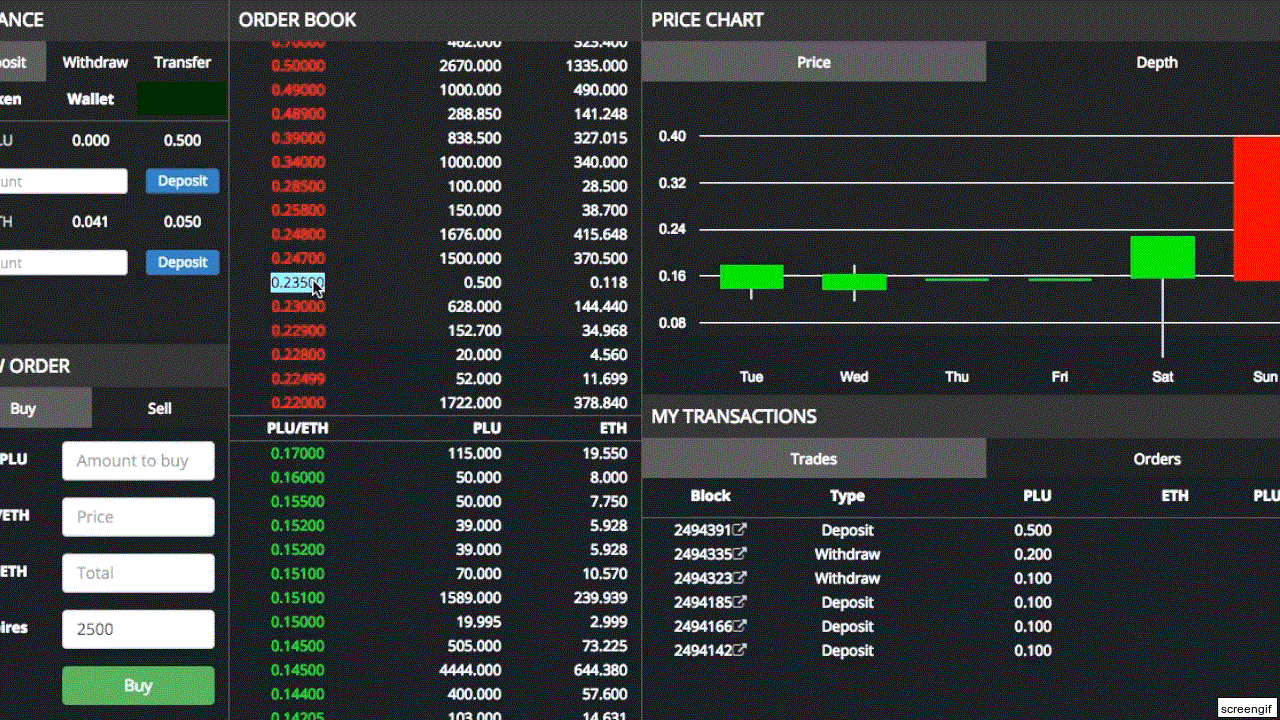 ANCE
osit Withdraw Transfer
ken Wallet
LU 0.000 0.500
unt Deposit
TH 0.041 0.050
unt Deposit
W ORDER
Buy Sell
PLU Amount to buy
/ETH Price
ETH Total
ires 2500
Buy
ORDER BOOK
0.70000 462.000 323.400
0.50000 2670.000 1335.000
0.49000 1000.000 490.000
0.48900 288.850 141.248
0.39000 838.500 327.015
0.34000 1000.000 340.000
0.28500 100.000 28.500
0.25800 150.000 38.700
0.24800 1676.000 415.648
0.24700 1500.000 370.500
0.23500 0.500 0.118
0.23000 628.000 144.440
0.22900 152.700 34.968
0.22800 20.000 4.560
0.22499 52.000 11.699
0.22000 1722.000 378.840
PLU/ETH PLU ETH
0.17000 115.000 19.550
0.16000 50.000 8.000
0.15500 50.000 7.750
0.15200 39.000 5.928
0.15200 39.000 5.928
0.15100 70.000 10.570
0.15100 1589.000 239.939
0.15000 19.995 2.999
0.14500 505.000 73.225
0.14500 4444.000 644.380
0.14400 400.000 57.600
0.14205 103.000 14.631
PRICE CHART
Price Depth
0.40
0.32
0.24
0.16
0.08
Tue Wed Thu Fri Sat Sun
MY TRANSACTIONS
Trades Orders
Block Type PLU ETH PLU
2494391 Deposit 0.500
2494335 Withdraw 0.200
2494323 Withdraw 0.100
2494185 Deposit 0.100
2494166 Deposit 0.100
2494142 Deposit 0.100
screengif